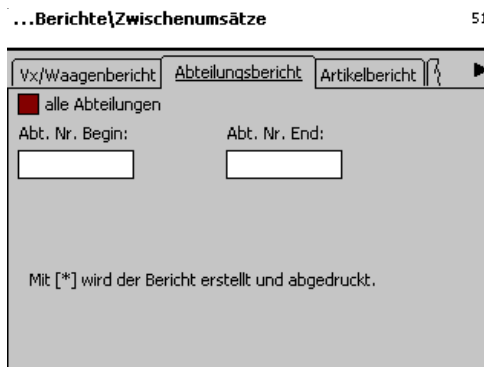 ...Berichte\Zwischenumsätze 51
Vx/Waagenbericht Abteilungsbericht Artikelbericht
alle Abteilungen
Abt. Nr. Begin: Abt. Nr. End:
Mit [*] wird der Bericht erstellt und abgedruckt.